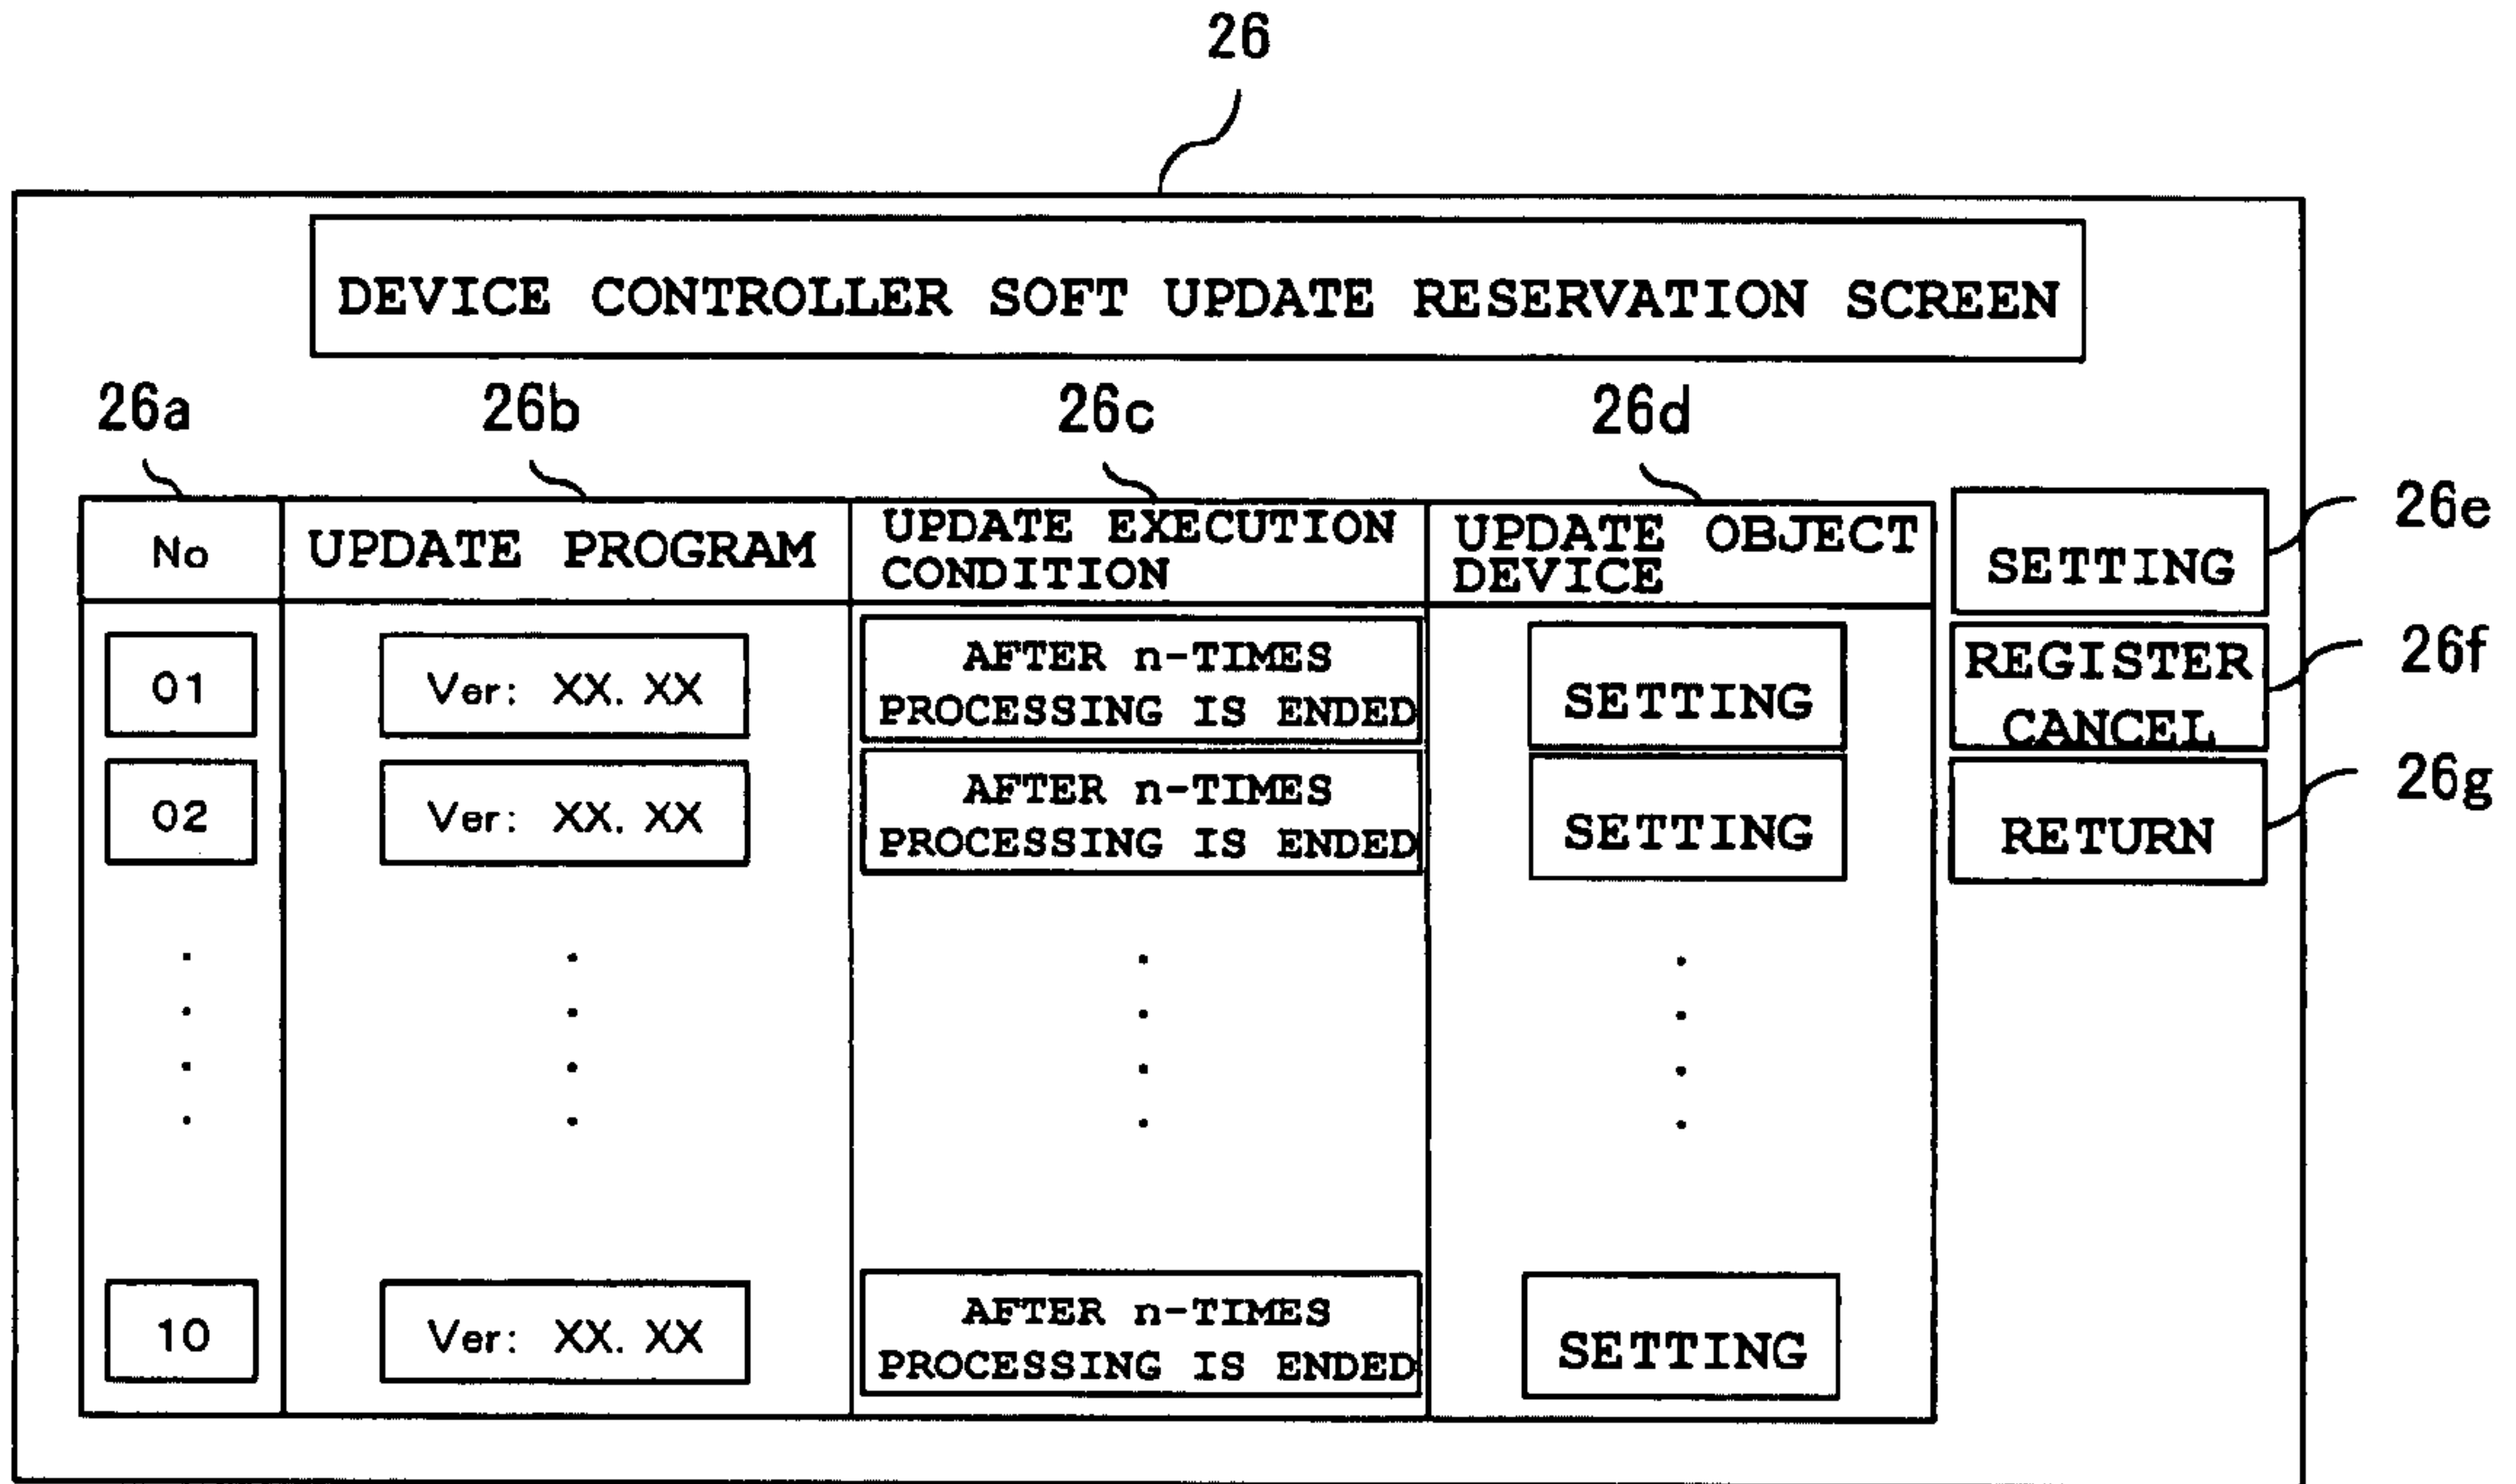 26
DEVICE CONTROLLER SOFT UPDATE RESERVATION SCREEN
26a 26b 26c 26d
No
UPDATE PROGRAM
UPDATE EXECUTION
CONDITION
UPDATE OBJECT
DEVICE
SETTING
26e
01
Ver: XX. XX
AFTER n-TIMES
PROCESSING IS ENDED
SETTING
REGISTER
CANCEL
26f
02
Ver: XX. XX
AFTER n-TIMES
PROCESSING IS ENDED
SETTING
RETURN
26g
10
Ver: XX. XX
AFTER n-TIMES
PROCESSING IS ENDED
SETTING